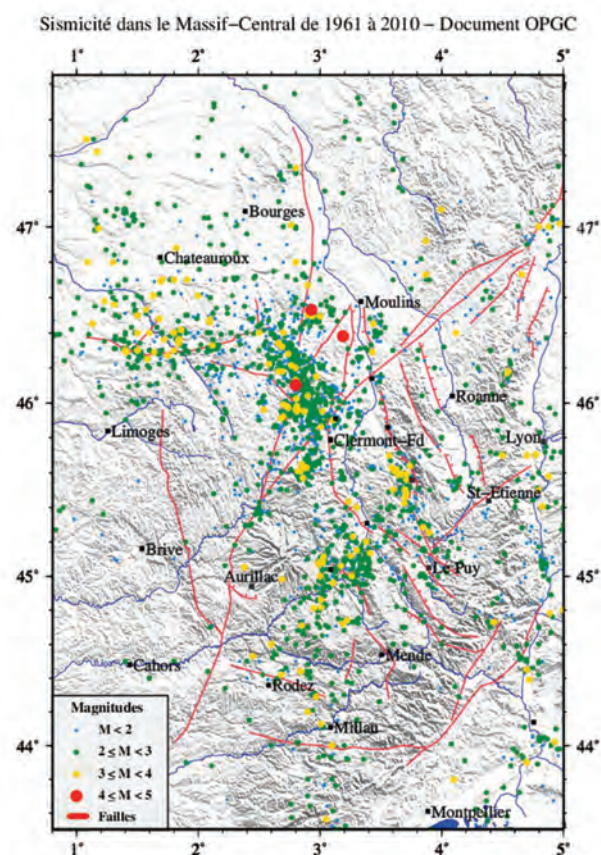 Sismicité dans le Massif–Central de 1961 à 2010 – Document OPGC
1° 2° 3° 4° 5°
47° 47°
Bourges
Chateauroux
Moulins
46° 46°
Roanne
Limoges
Clermont–Fd
Lyon
St–Etienne
45° 45°
Brive
Le Puy
Aurillac
Mende
Cahors
Rodez
Millau
44° 44°
Montpellier
Magnitudes
M < 2
2 ≤ M < 3
3 ≤ M < 4
4 ≤ M < 5
Failles
1° 2° 3° 4° 5°